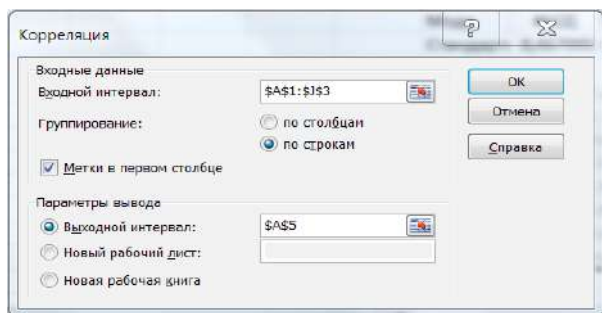 Корреляция
Входные данные
Входной интервал: $A$1:$J$3
Группирование: по столбцам
по строкам
Метки в первом столбце
Параметры вывода
Выходной интервал: $A$5
Новый рабочий лист:
Новая рабочая книга
ОК
Отмена
Справка